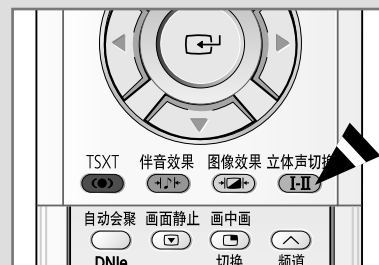 TSXT 伴音效果 图像效果 立体声切换
I-II
自动会聚 画面静止 画中画
DNIe 切换 频道